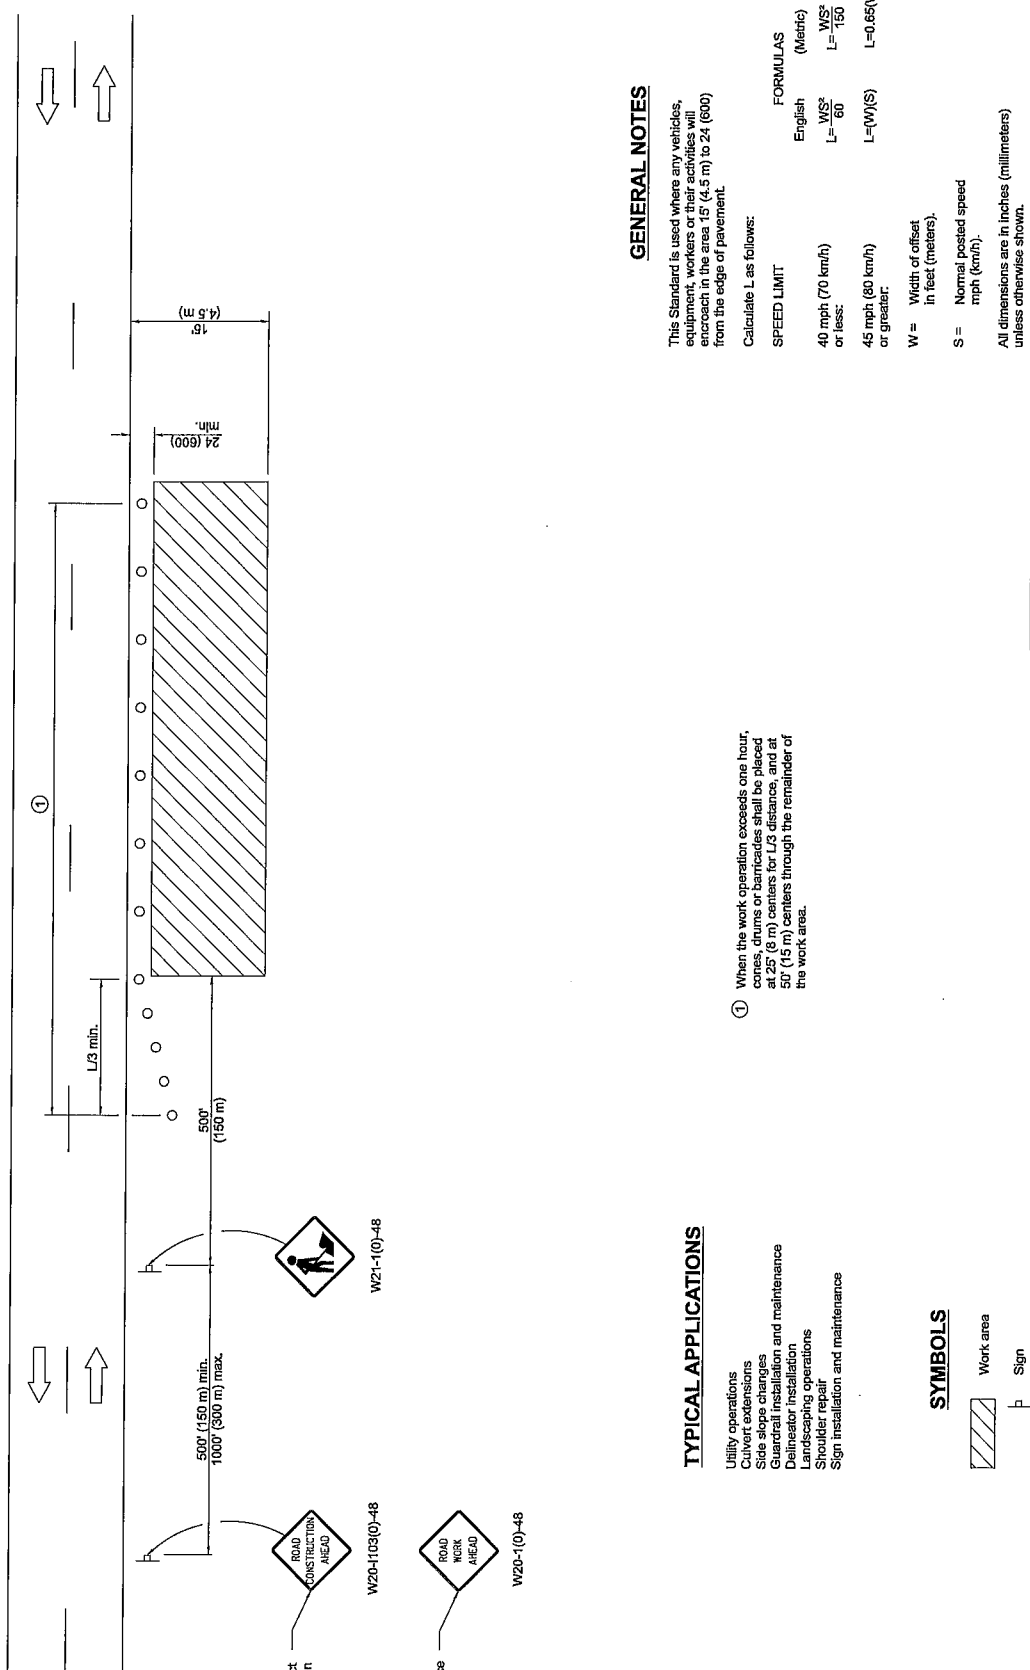 ①
L/3 min.
500'
(150 m)
500' (150 m) min.
1000' (300 m) max.
24 (600)
min.
15'
(4.5 m)
W21-1(0)-48
ROAD
CONSTRUCTION
AHEAD
W20-I103(0)-48
ROAD
WORK
AHEAD
W20-1(0)-48
① When the work operation exceeds one hour,
cones, drums or barricades shall be placed
at 25' (8 m) centers for L/3 distance, and at
50' (15 m) centers through the remainder of
the work area.
TYPICAL APPLICATIONS
Utility operations
Culvert extensions
Side slope changes
Guardrail installation and maintenance
Delineator installation
Landscaping operations
Shoulder repair
Sign installation and maintenance
SYMBOLS
Work area
Sign
GENERAL NOTES
This Standard is used where any vehicles,
equipment, workers or their activities will
encroach in the area 15' (4.5 m) to 24 (600)
from the edge of pavement.
Calculate L as follows:
SPEED LIMIT FORMULAS
English (Metric)
40 mph (70 km/h) L=WS²/60 L=WS²/150
or less:
45 mph (80 km/h) L=(W)(S) L=0.65(
or greater:
W = Width of offset
in feet (meters).
S = Normal posted speed
mph (km/h).
All dimensions are in inches (millimeters)
unless otherwise shown.